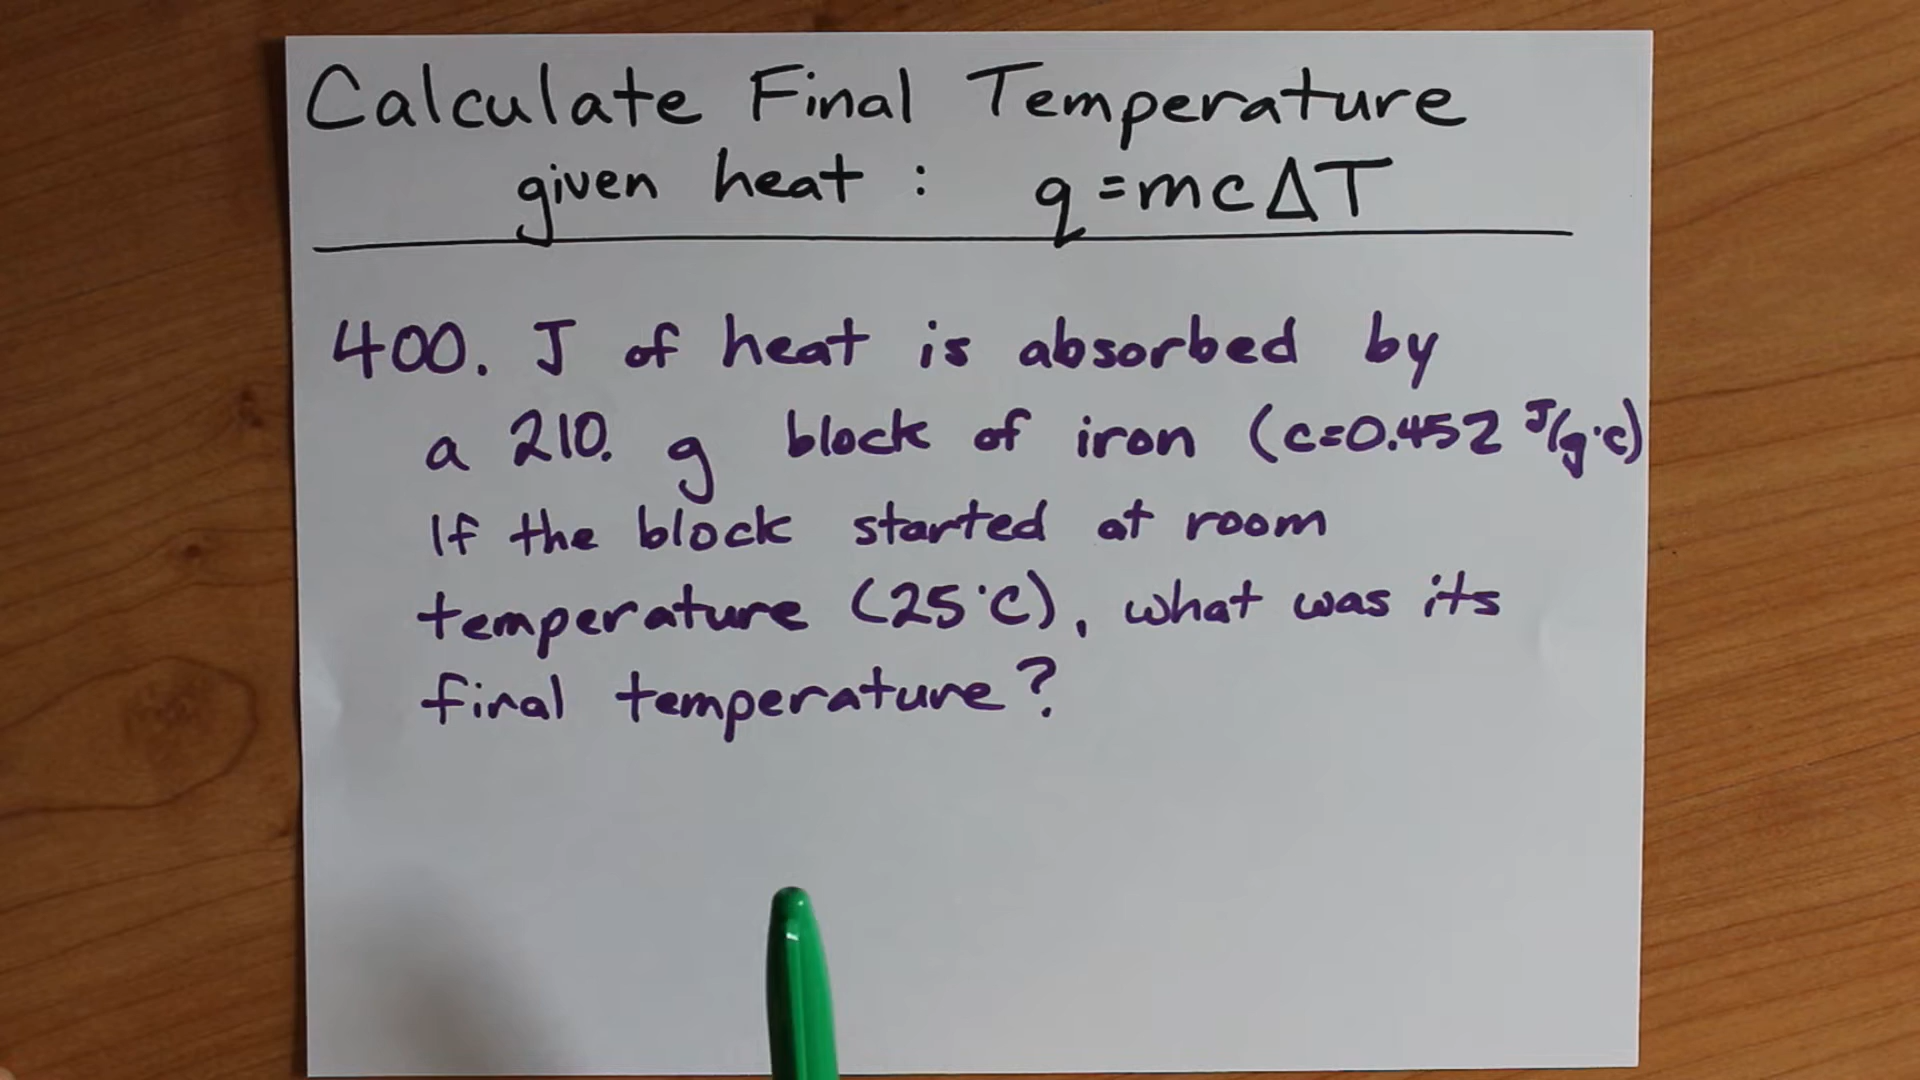 Calculate Final Temperature
given heat : q = mcΔT
400. J of heat is absorbed by
a 210. g block of iron (c=0.452 J/g·c)
If the block started at room
temperature (25°C), what was its
final temperature?